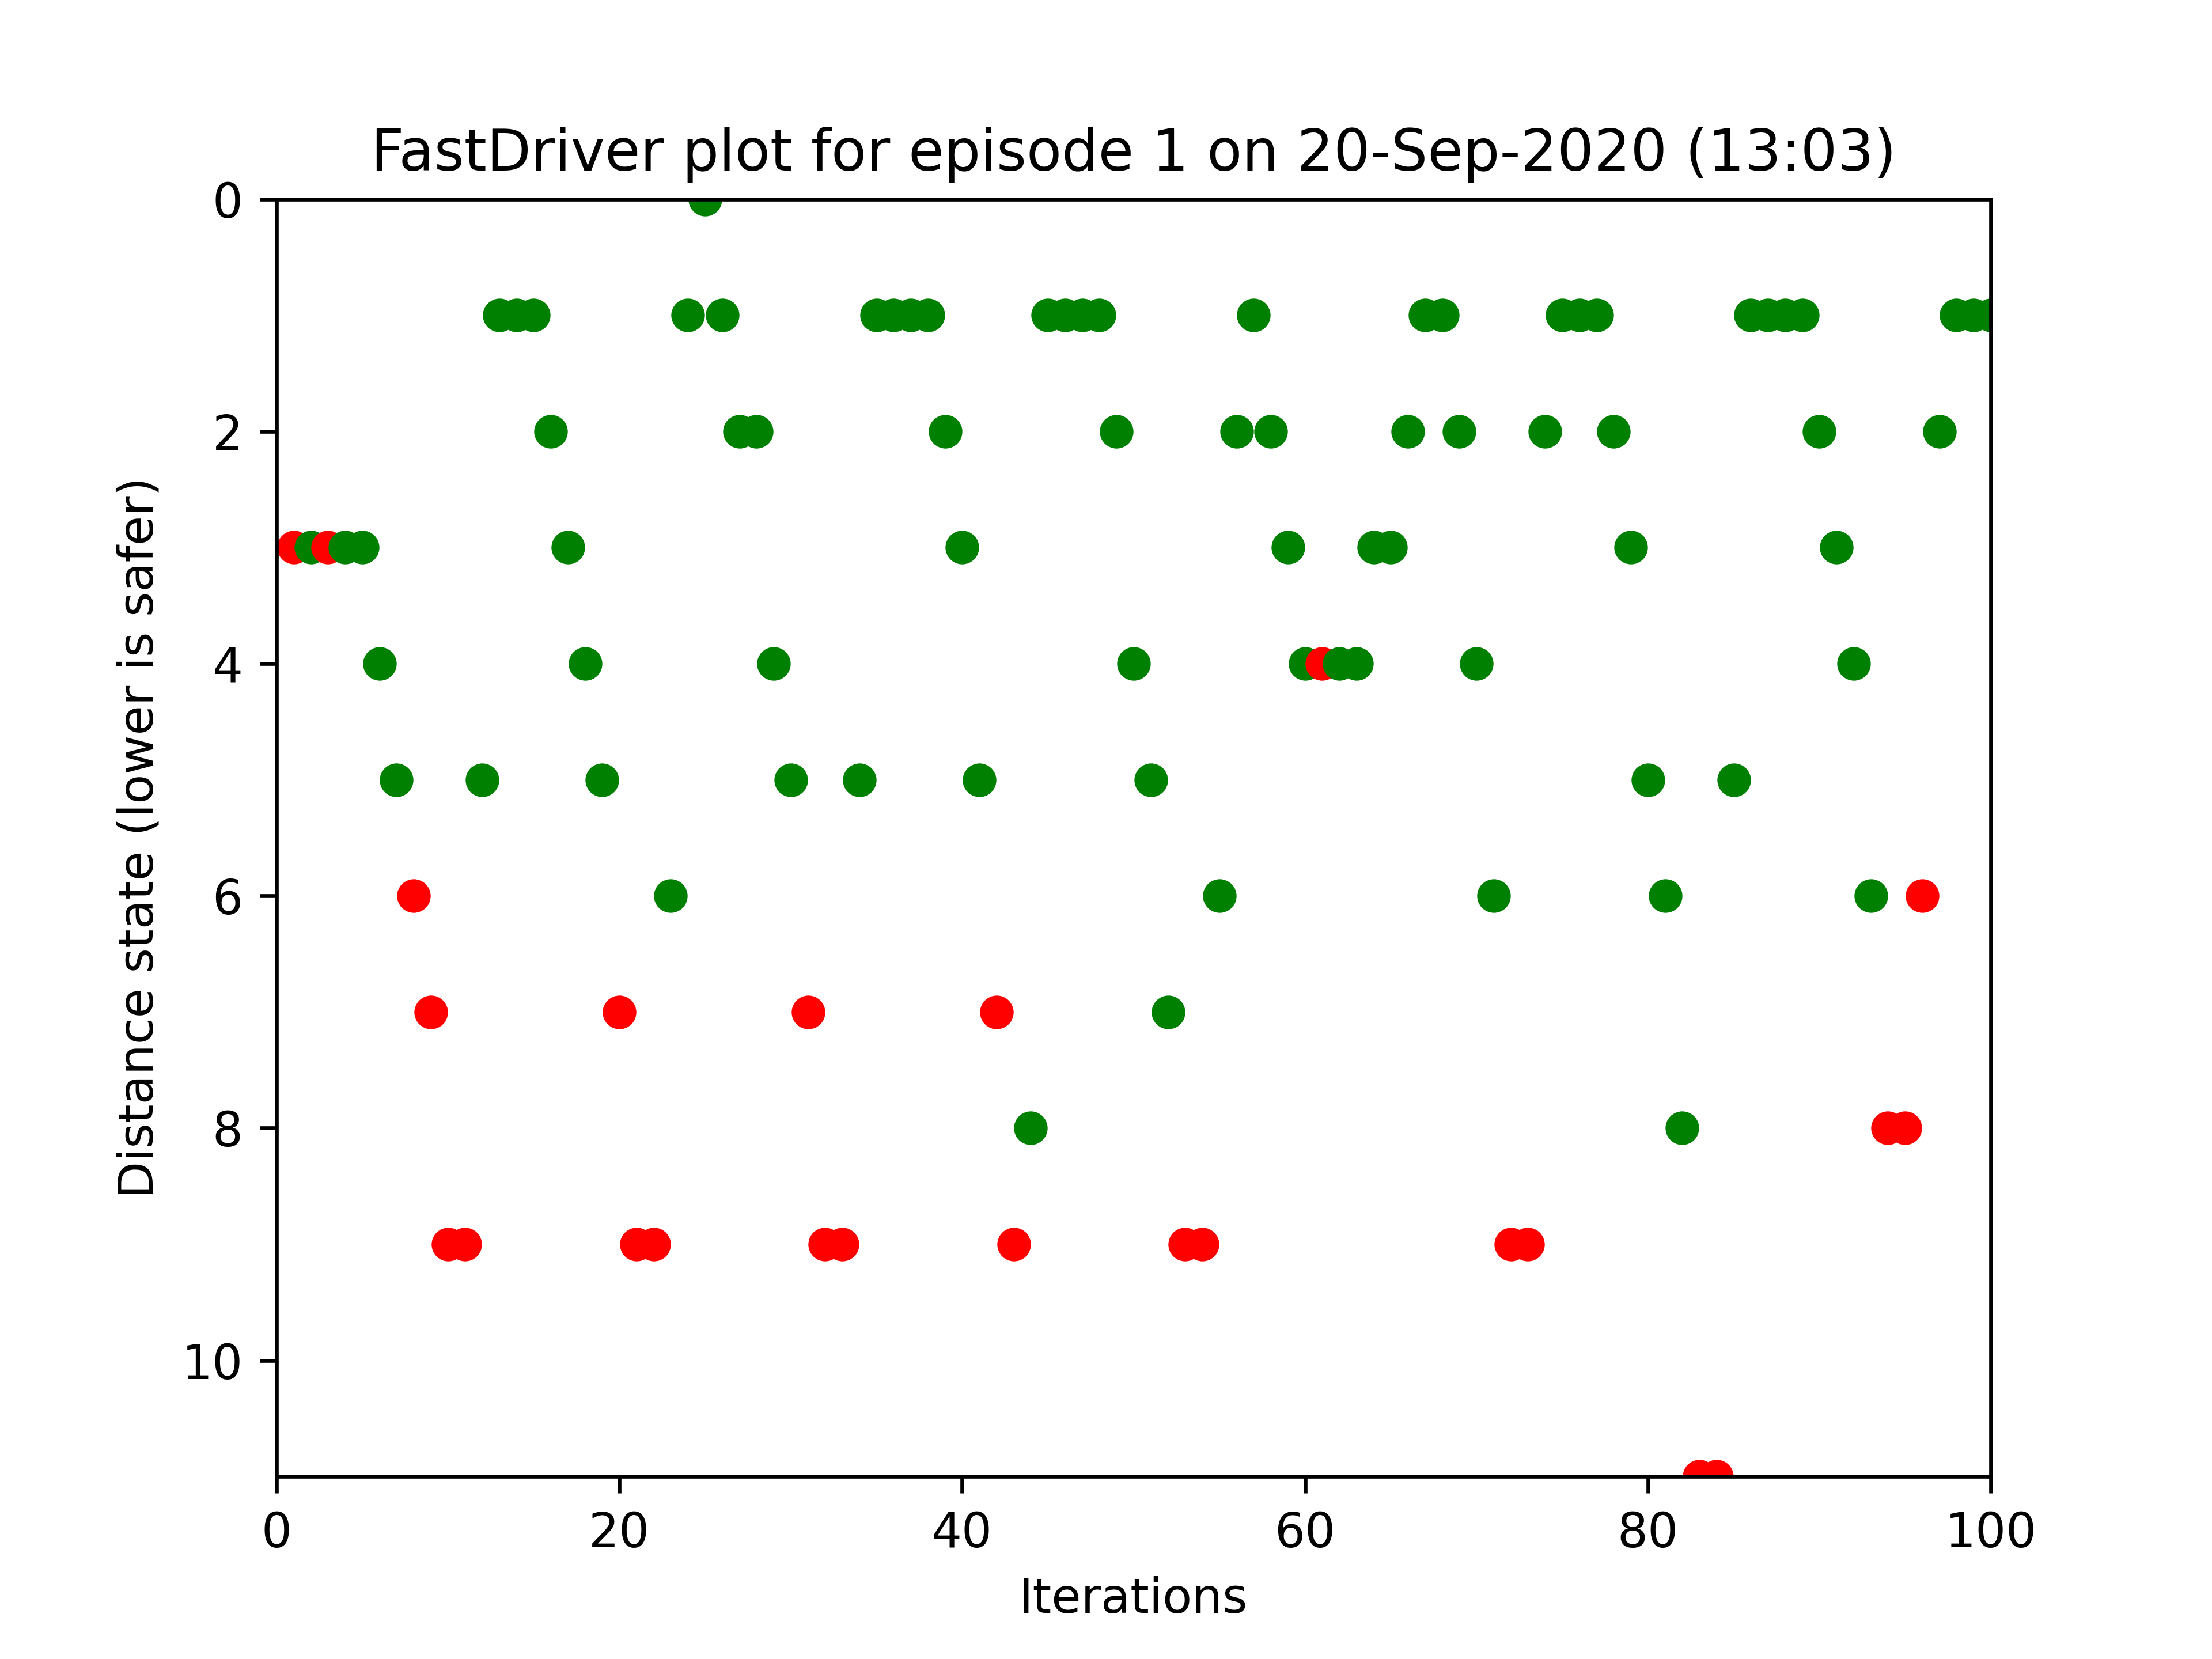 FastDriver plot for episode 1 on 20-Sep-2020 (13:03)
0
2
4
6
8
10
Distance state (lower is safer)
0 20 40 60 80 100
Iterations